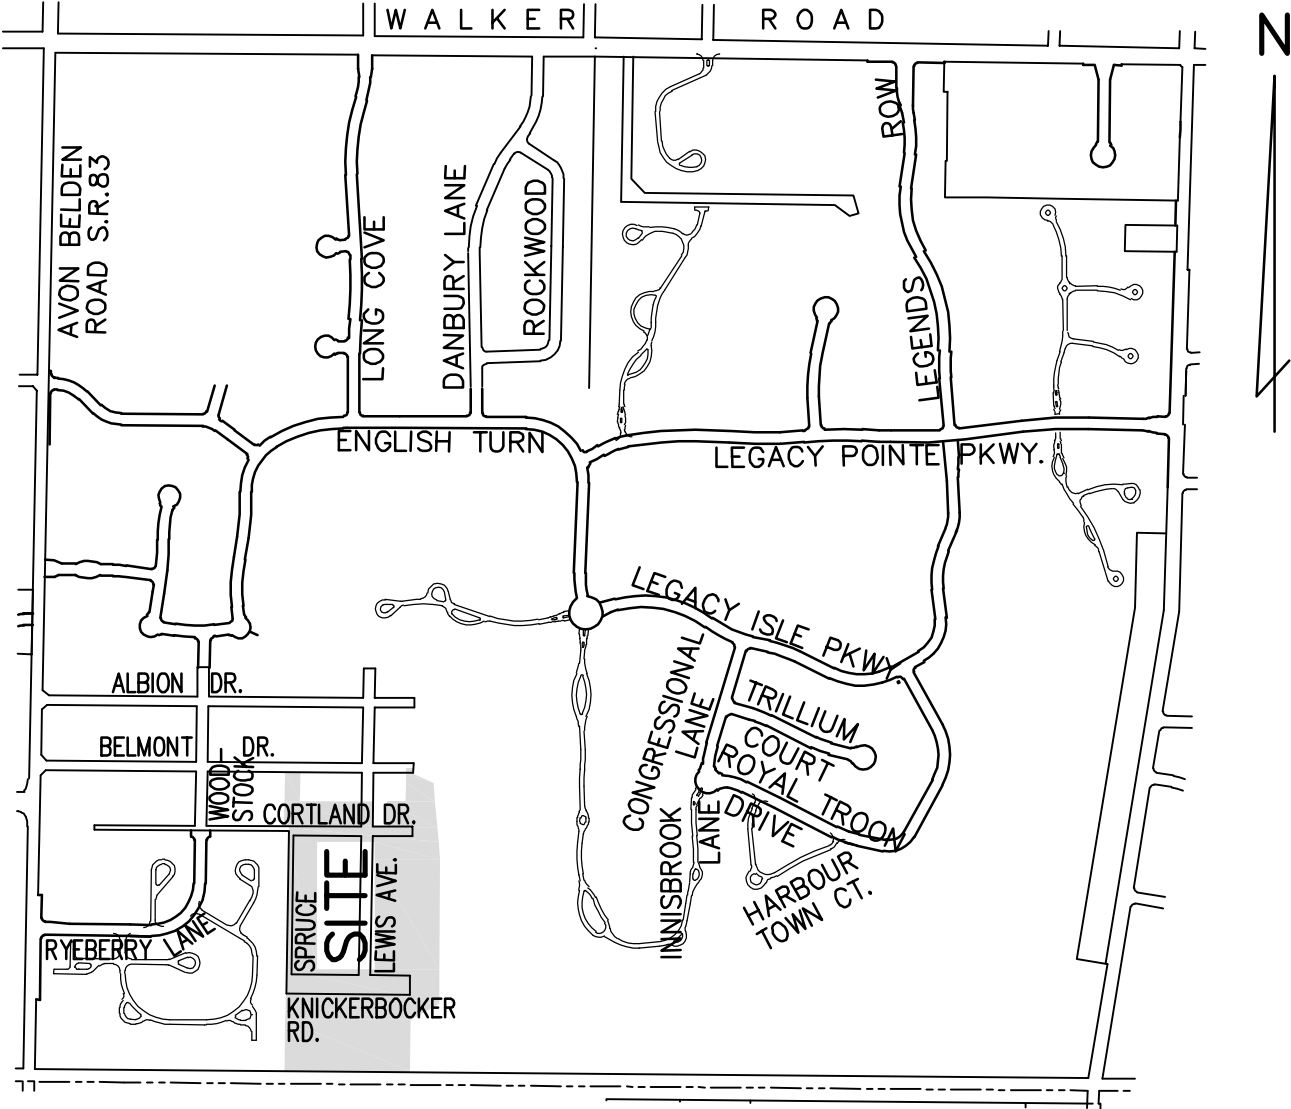 WALKER ROAD
N
AVON BELDEN
ROAD S.R.83
LONG COVE
DANBURY LANE
ROCKWOOD
ROW
LEGENDS
ENGLISH TURN
LEGACY POINTE PKWY.
LEGACY ISLE PKWY
CONGRESSIONAL
LANE
TRILLIUM
COURT
ROYAL TROON
DRIVE
INNISBROOK
LANE
HARBOUR
TOWN CT.
ALBION DR.
BELMONT DR.
WOOD-
STOCK
CORTLAND DR.
SPRUCE
SITE
LEWIS AVE.
RYEBERRY LANE
KNICKERBOCKER
RD.